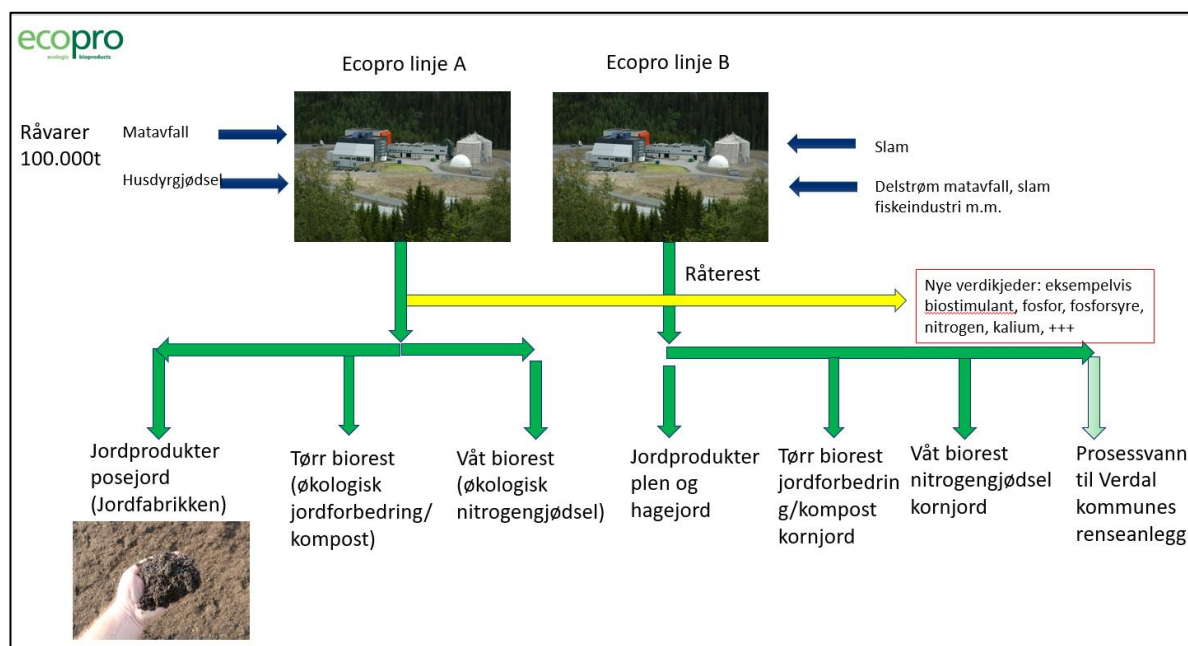 ecopro
ecologic bioproducts
Ecopro linje A
Ecopro linje B
Råvarer
100.000t
Matavfall
Husdyrgjødsel
Slam
Delstrøm matavfall, slam
fiskeindustri m.m.
Råterest
Nye verdikjeder: eksempelvis
biostimulant, fosfor, fosforsyre,
nitrogen, kalium, +++
Jordprodukter
posejord
(Jordfabrikken)
Tørr biorest
(økologisk
jordforbedring/
kompost)
Våt biorest
(økologisk
nitrogengjødsel)
Jordprodukter
plen og
hagejord
Tørr biorest
jordforbedrin
g/kompost
kornjord
Våt biorest
nitrogengjødsel
kornjord
Prosessvann
til Verdal
kommunes
renseanlegg